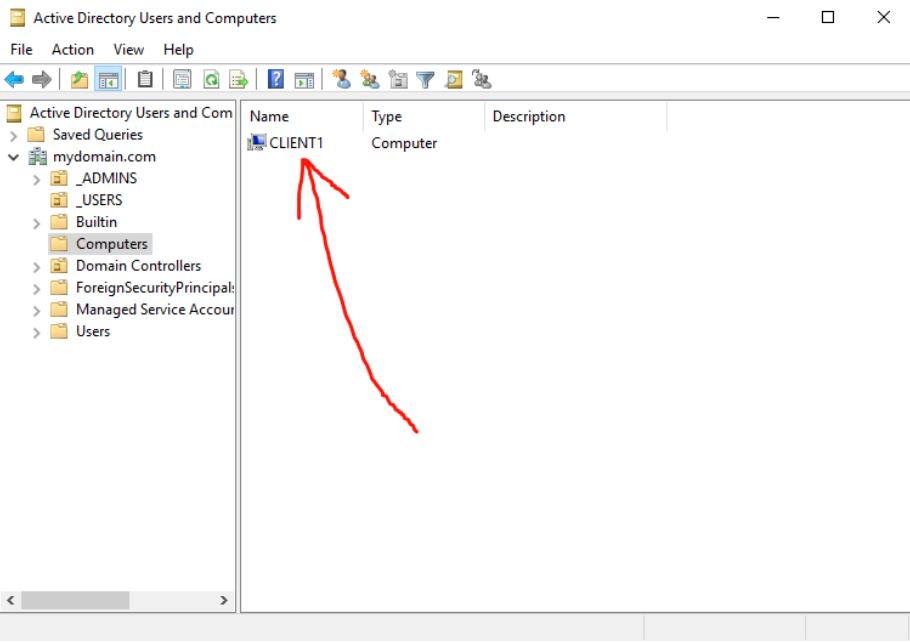 Active Directory Users and Computers
File Action View Help
Active Directory Users and Com
Saved Queries
mydomain.com
_ADMINS
_USERS
Builtin
Computers
Domain Controllers
ForeignSecurityPrincipals
Managed Service Accour
Users
Name Type Description
CLIENT1 Computer